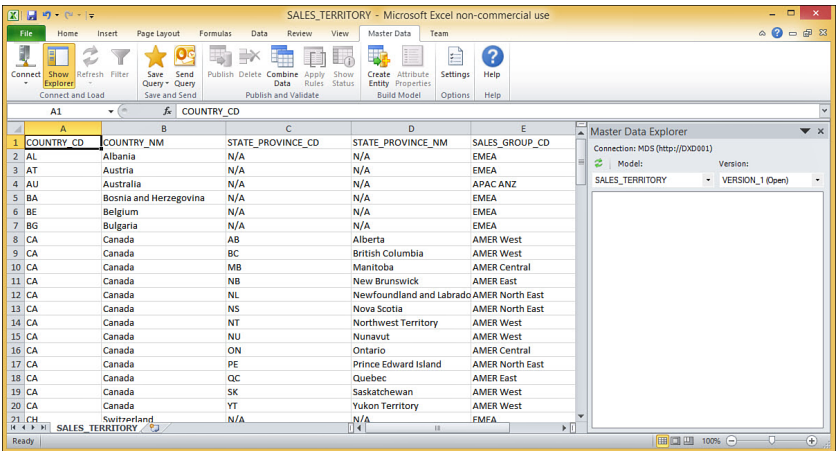 SALES_TERRITORY - Microsoft Excel non-commercial use
File Home Insert Page Layout Formulas Data Review View Master Data Team
Connect Show Explorer Refresh Filter Save Query Send Query Publish Delete Combine Data Apply Rules Show Status Create Entity Attribute Properties Settings Help
Connect and Load Save and Send Publish and Validate Build Model Options Help
A1 fx COUNTRY_CD
A B C D E
1 COUNTRY_CD COUNTRY_NM STATE_PROVINCE_CD STATE_PROVINCE_NM SALES_GROUP_CD
2 AL Albania N/A N/A EMEA
3 AT Austria N/A N/A EMEA
4 AU Australia N/A N/A APAC ANZ
5 BA Bosnia and Herzegovina N/A N/A EMEA
6 BE Belgium N/A N/A EMEA
7 BG Bulgaria N/A N/A EMEA
8 CA Canada AB Alberta AMER West
9 CA Canada BC British Columbia AMER West
10 CA Canada MB Manitoba AMER Central
11 CA Canada NB New Brunswick AMER East
12 CA Canada NL Newfoundland and Labrado AMER North East
13 CA Canada NS Nova Scotia AMER North East
14 CA Canada NT Northwest Territory AMER West
15 CA Canada NU Nunavut AMER West
16 CA Canada ON Ontario AMER Central
17 CA Canada PE Prince Edward Island AMER North East
18 CA Canada QC Quebec AMER East
19 CA Canada SK Saskatchewan AMER West
20 CA Canada YT Yukon Territory AMER West
21 CH Switzerland N/A N/A EMEA
Master Data Explorer
Connection: MDS (http://DXD001)
Model: Version:
SALES_TERRITORY VERSION_1 (Open)
SALES_TERRITORY
Ready 100%